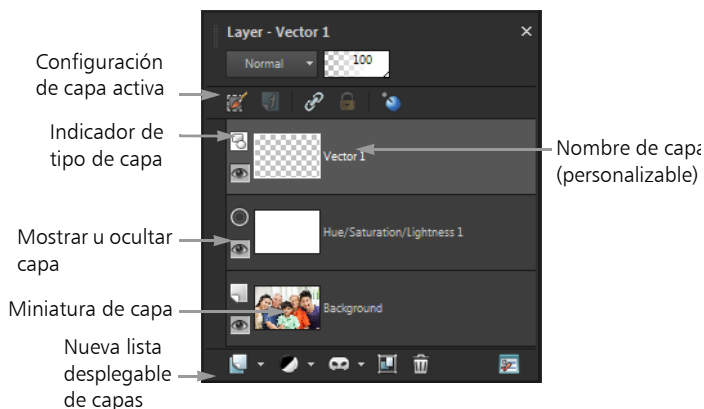 Layer - Vector 1
Normal
100
Configuración
de capa activa
Indicador de
tipo de capa
Vector 1
Nombre de capa
(personalizable)
Mostrar u ocultar
capa
Hue/Saturation/Lightness 1
Miniatura de capa
Background
Nueva lista
desplegable
de capas